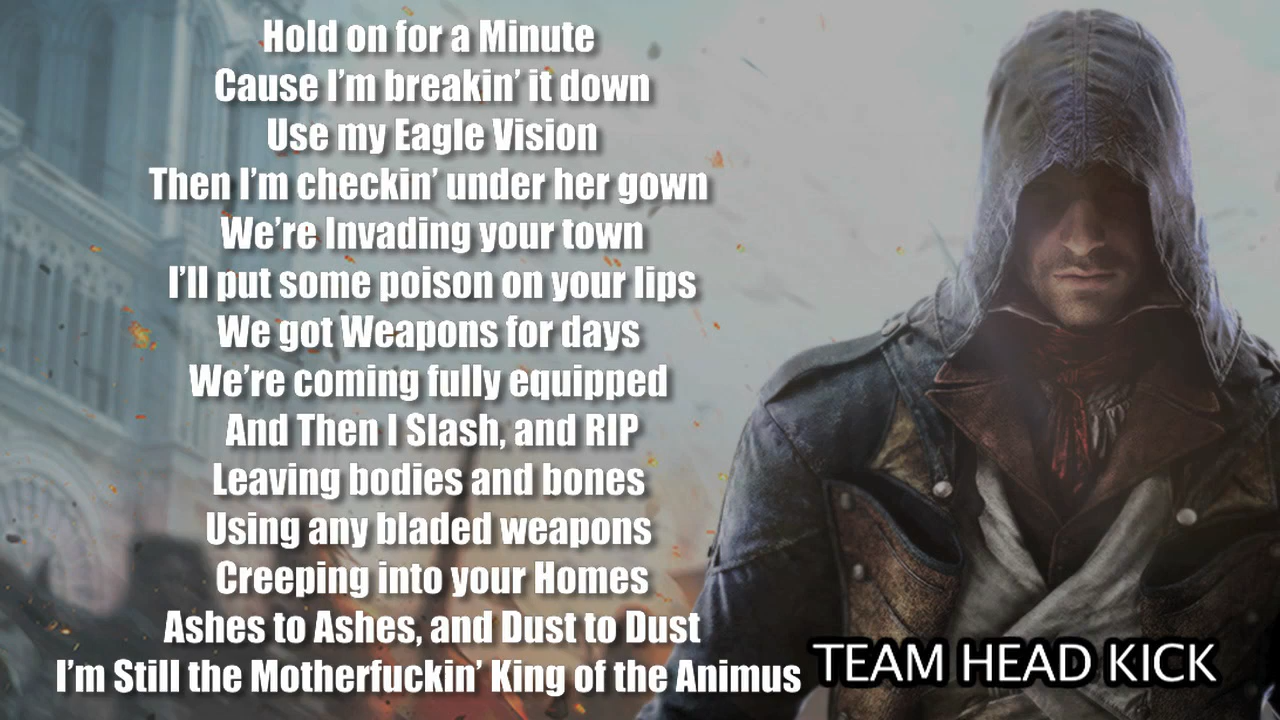 Hold on for a Minute
Cause I'm breakin' it down
Use my Eagle Vision
Then I'm checkin' under her gown
We're Invading your town
I'll put some poison on your lips
We got Weapons for days
We're coming fully equipped
And Then I Slash, and RIP
Leaving bodies and bones
Using any bladed weapons
Creeping into your Homes
Ashes to Ashes, and Dust to Dust
I'm Still the Motherfuckin' King of the Animus
TEAM HEAD KICK